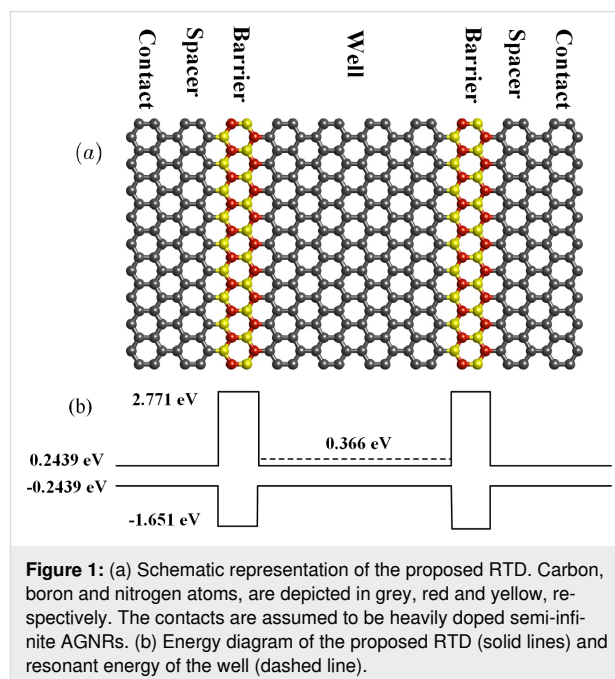 Contact Spacer Barrier Well Barrier Spacer Contact
(a)
(b)
2.771 eV
0.366 eV
0.2439 eV
-0.2439 eV
-1.651 eV
Figure 1: (a) Schematic representation of the proposed RTD. Carbon,
boron and nitrogen atoms, are depicted in grey, red and yellow, re-
spectively. The contacts are assumed to be heavily doped semi-infi-
nite AGNRs. (b) Energy diagram of the proposed RTD (solid lines) and
resonant energy of the well (dashed line).